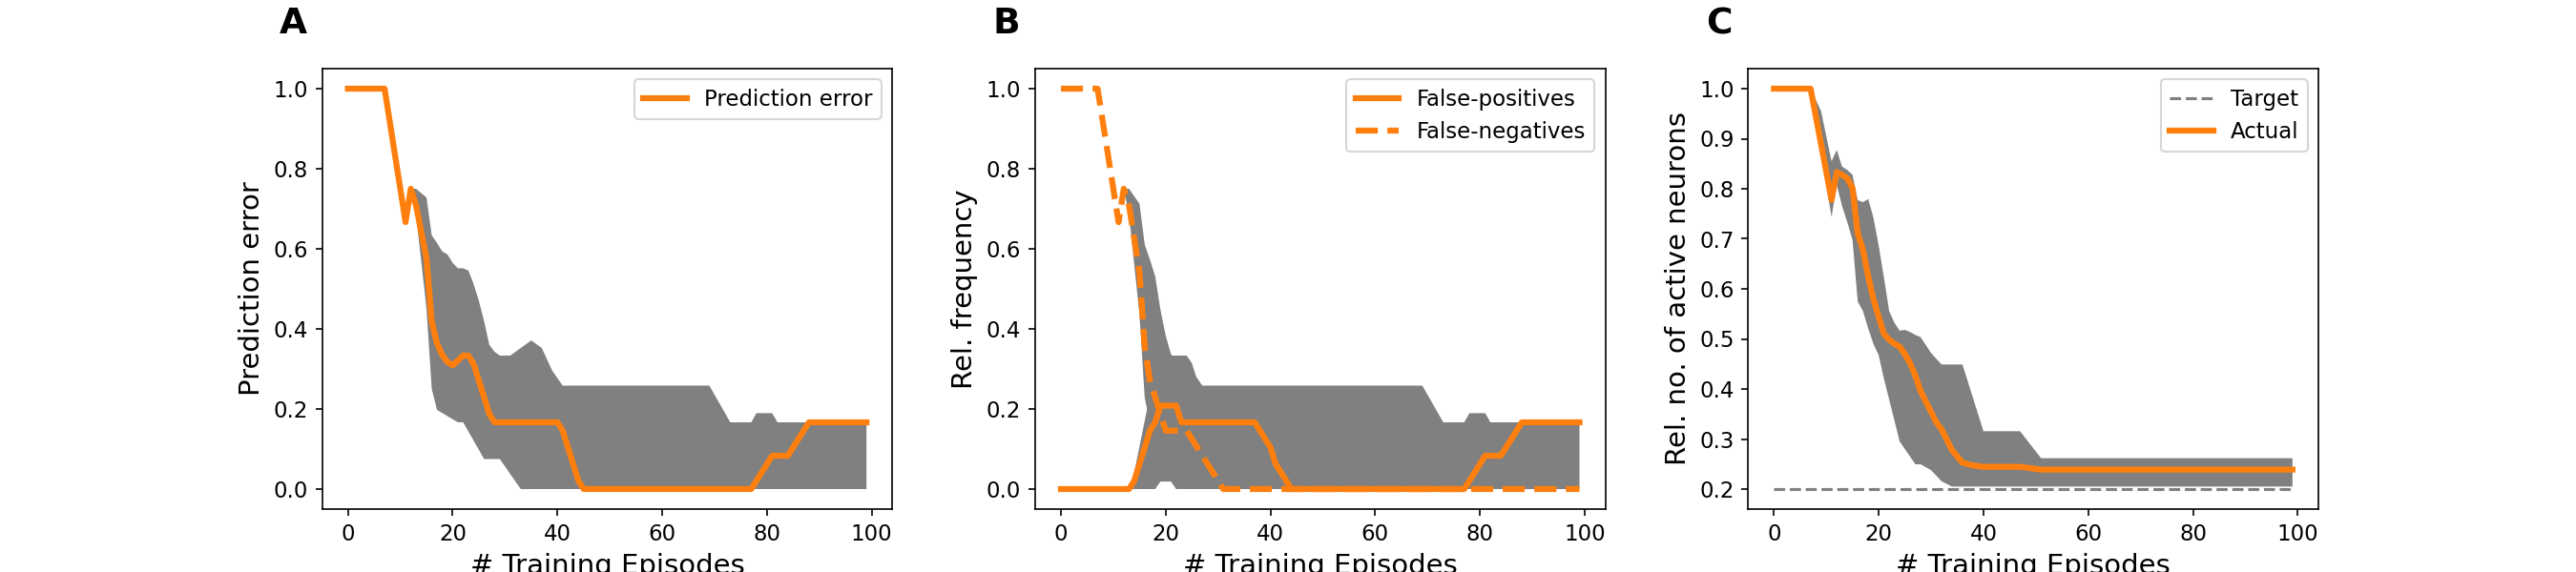 A
Prediction error
1.0
0.8
0.6
0.4
0.2
0.0
Prediction error
0 20 40 60 80 100
# Training Episodes
B
False-positives
False-negatives
1.0
0.8
0.6
0.4
0.2
0.0
Rel. frequency
0 20 40 60 80 100
# Training Episodes
C
Target
Actual
1.0
0.9
0.8
0.7
0.6
0.5
0.4
0.3
0.2
Rel. no. of active neurons
0 20 40 60 80 100
# Training Episodes